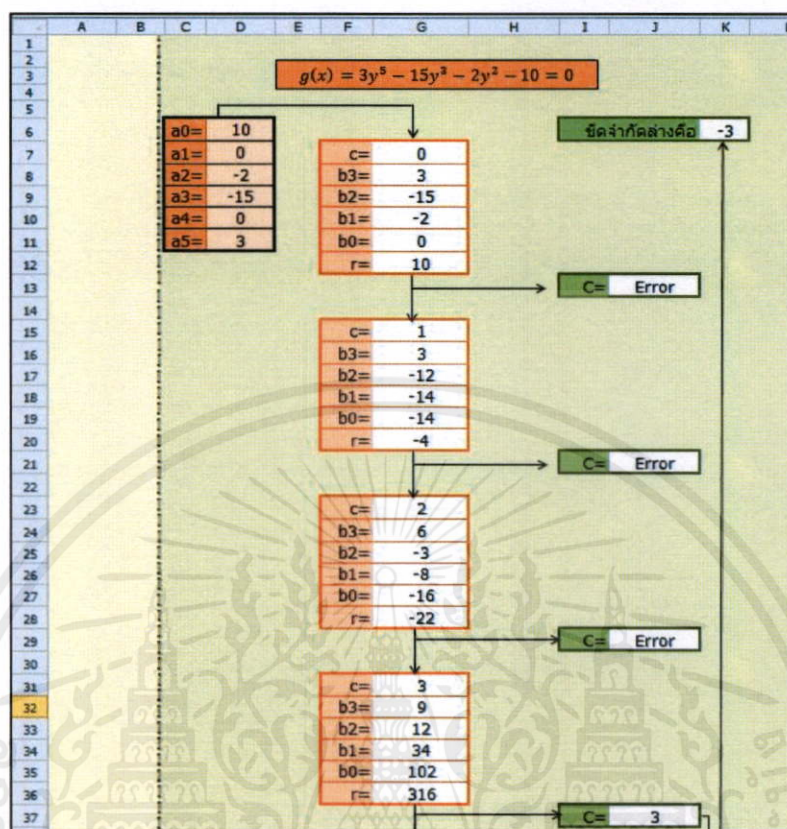 A B C D E F G H I J K
1
2
3 g(x) = 3y⁵ − 15y³ − 2y² − 10 = 0
4
5
6 a0= 10 ขีดจำกัดล่างคือ -3
7 a1= 0 c= 0
8 a2= -2 b3= 3
9 a3= -15 b2= -15
10 a4= 0 b1= -2
11 a5= 3 b0= 0
12 r= 10
13 C= Error
14
15 c= 1
16 b3= 3
17 b2= -12
18 b1= -14
19 b0= -14
20 r= -4
21 C= Error
22
23 c= 2
24 b3= 6
25 b2= -3
26 b1= -8
27 b0= -16
28 r= -22
29 C= Error
30
31 c= 3
32 b3= 9
33 b2= 12
34 b1= 34
35 b0= 102
36 r= 316
37 C= 3